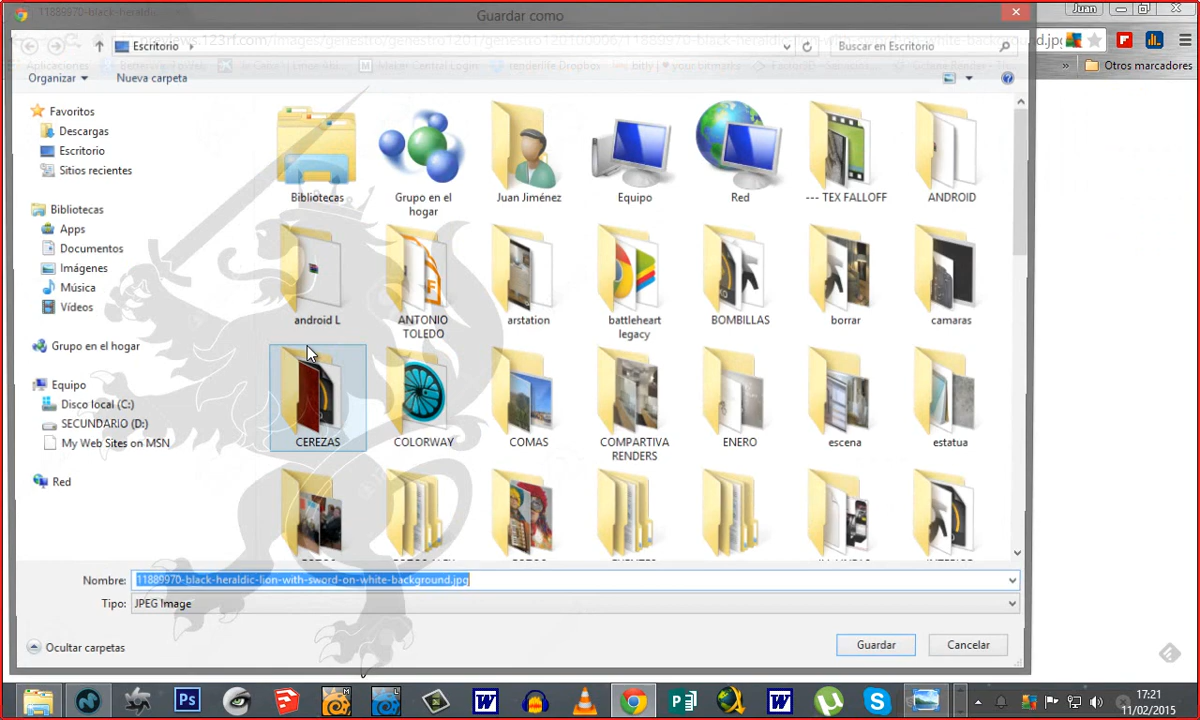 11889970-black-heraldic
Guardar como
Juan
Escritorio
Buscar en Escritorio
Otros marcadores
Organizar
Nueva carpeta
Favoritos
Descargas
Escritorio
Sitios recientes
Bibliotecas
Apps
Documentos
Imágenes
Música
Vídeos
Grupo en el hogar
Equipo
Disco local (C:)
SECUNDARIO (D:)
My Web Sites on MSN
Red
Bibliotecas
Grupo en el hogar
Juan Jiménez
Equipo
Red
--- TEX FALLOFF
ANDROID
android L
ANTONIO TOLEDO
arstation
battleheart legacy
BOMBILLAS
borrar
camaras
CEREZAS
COLORWAY
COMAS
COMPARTIVA RENDERS
ENERO
escena
estatua
Nombre:
11889970-black-heraldic-lion-with-sword-on-white-background.jpg
Tipo:
JPEG Image
Ocultar carpetas
Guardar
Cancelar
17:21
11/02/2015